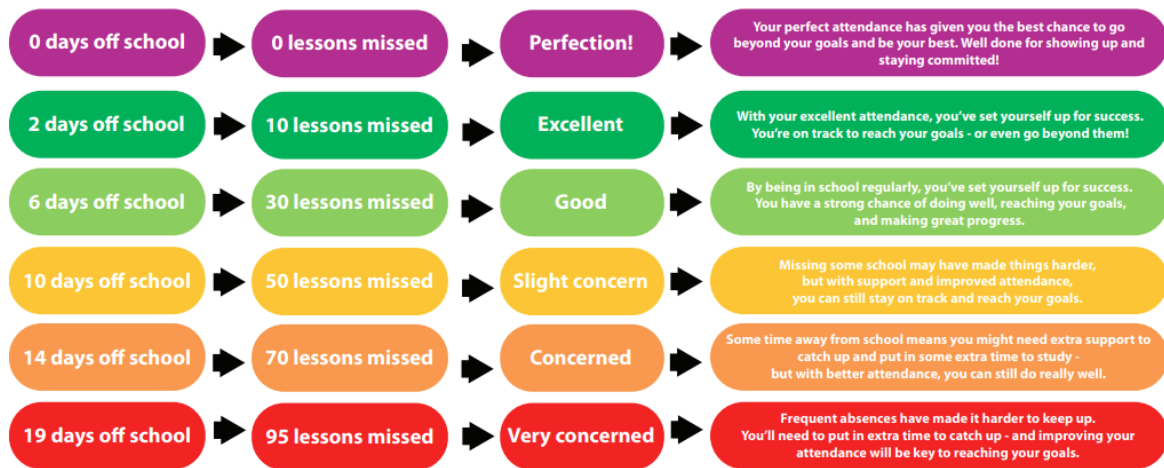 0 days off school
0 lessons missed
Perfection!
Your perfect attendance has given you the best chance to go
beyond your goals and be your best. Well done for showing up and
staying committed!
2 days off school
10 lessons missed
Excellent
With your excellent attendance, you've set yourself up for success.
You're on track to reach your goals - or even go beyond them!
6 days off school
30 lessons missed
Good
By being in school regularly, you've set yourself up for success.
You have a strong chance of doing well, reaching your goals,
and making great progress.
10 days off school
50 lessons missed
Slight concern
Missing some school may have made things harder,
but with support and improved attendance,
you can still stay on track and reach your goals.
14 days off school
70 lessons missed
Concerned
Some time away from school means you might need extra support to
catch up and put in some extra time to study -
but with better attendance, you can still do really well.
19 days off school
95 lessons missed
Very concerned
Frequent absences have made it harder to keep up.
You'll need to put in extra time to catch up - and improving your
attendance will be key to reaching your goals.